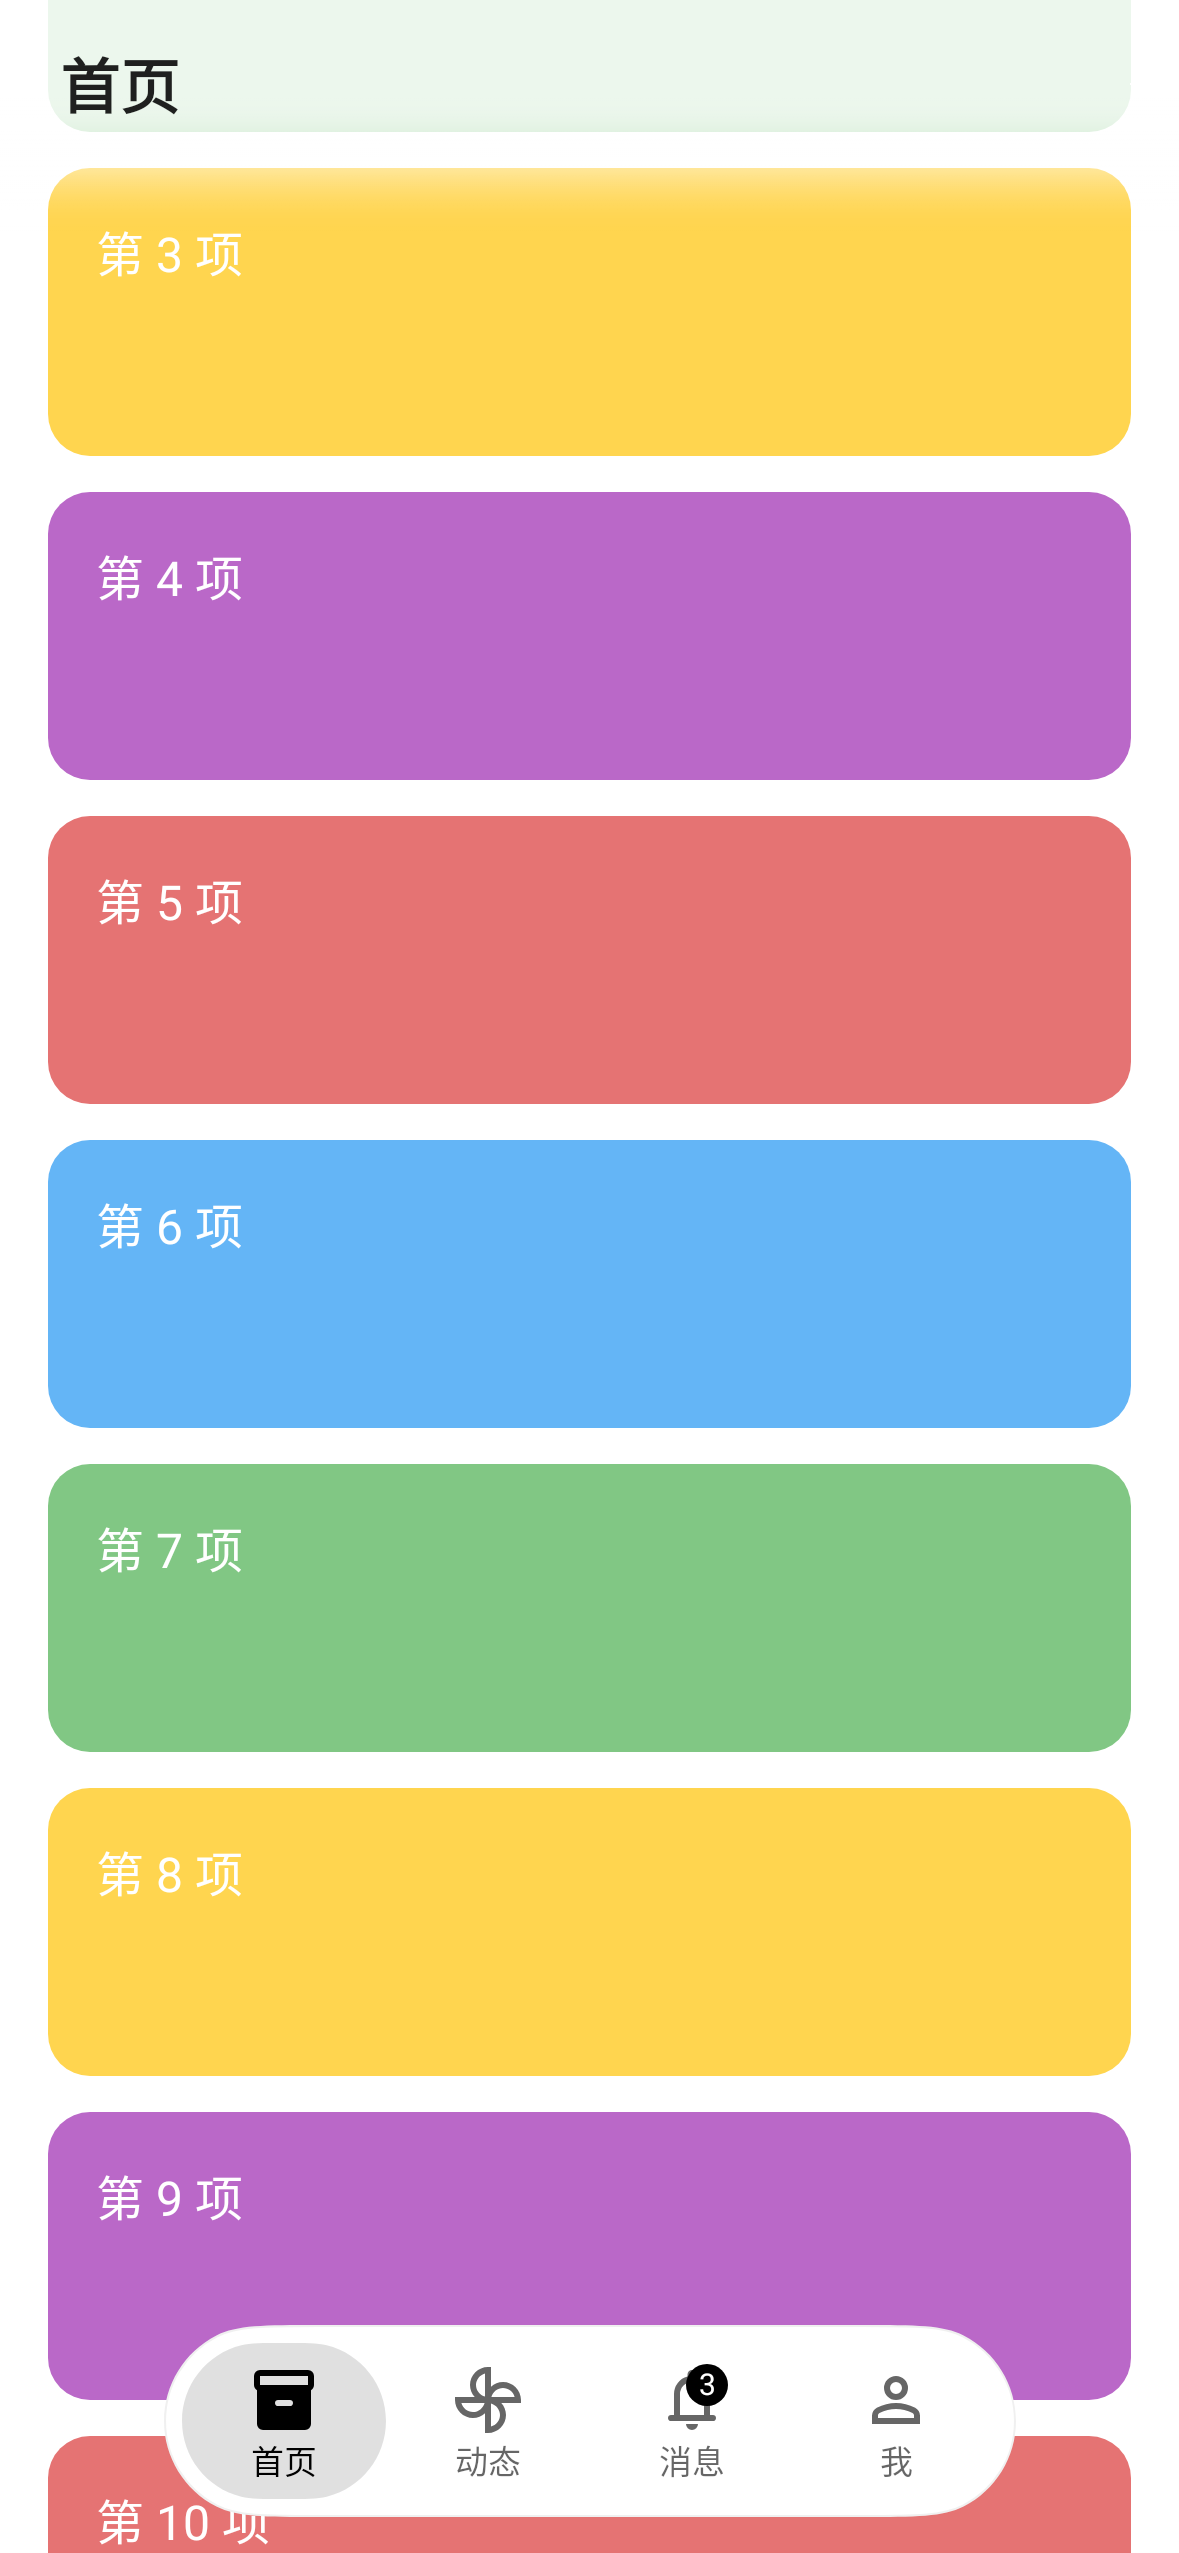 首页
第 3 项
第 4 项
第 5 项
第 6 项
第 7 项
第 8 项
第 9 项
3
首页
动态
消息
我
第 10 项